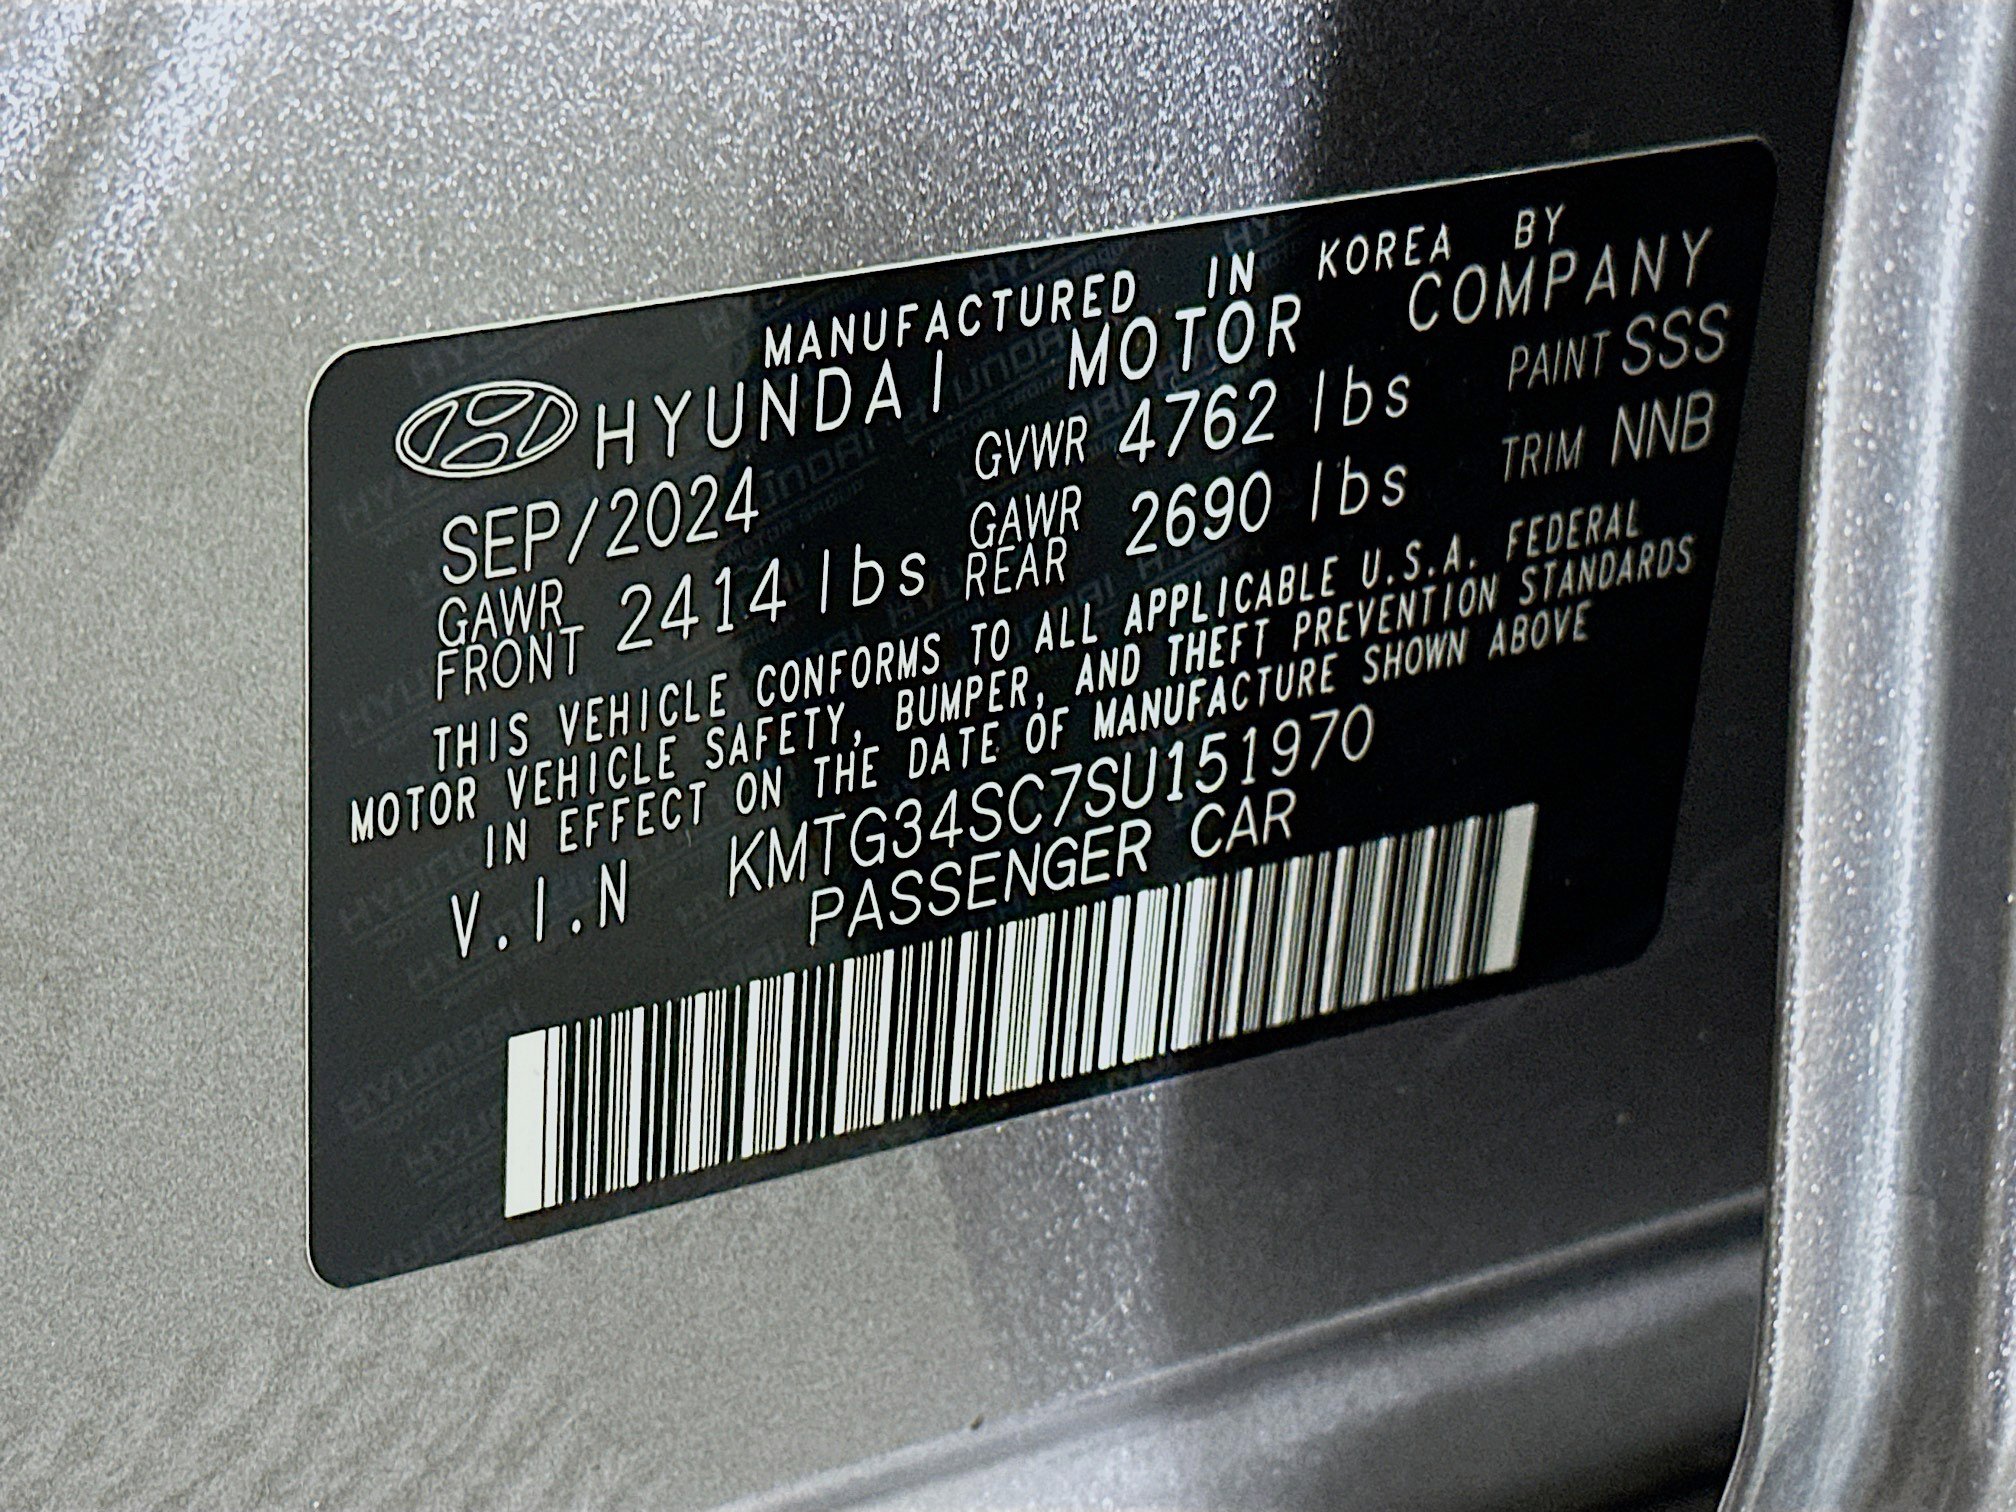 MANUFACTURED IN KOREA BY
HYUNDAI MOTOR COMPANY
SEP/2024 GVWR 4762 lbs PAINT SSS
GAWR FRONT 2414 lbs GAWR REAR 2690 lbs TRIM NNB
THIS VEHICLE CONFORMS TO ALL APPLICABLE U.S.A. FEDERAL
MOTOR VEHICLE SAFETY, BUMPER, AND THEFT PREVENTION STANDARDS
IN EFFECT ON THE DATE OF MANUFACTURE SHOWN ABOVE
V.I.N KMTG34SC7SU151970
PASSENGER CAR